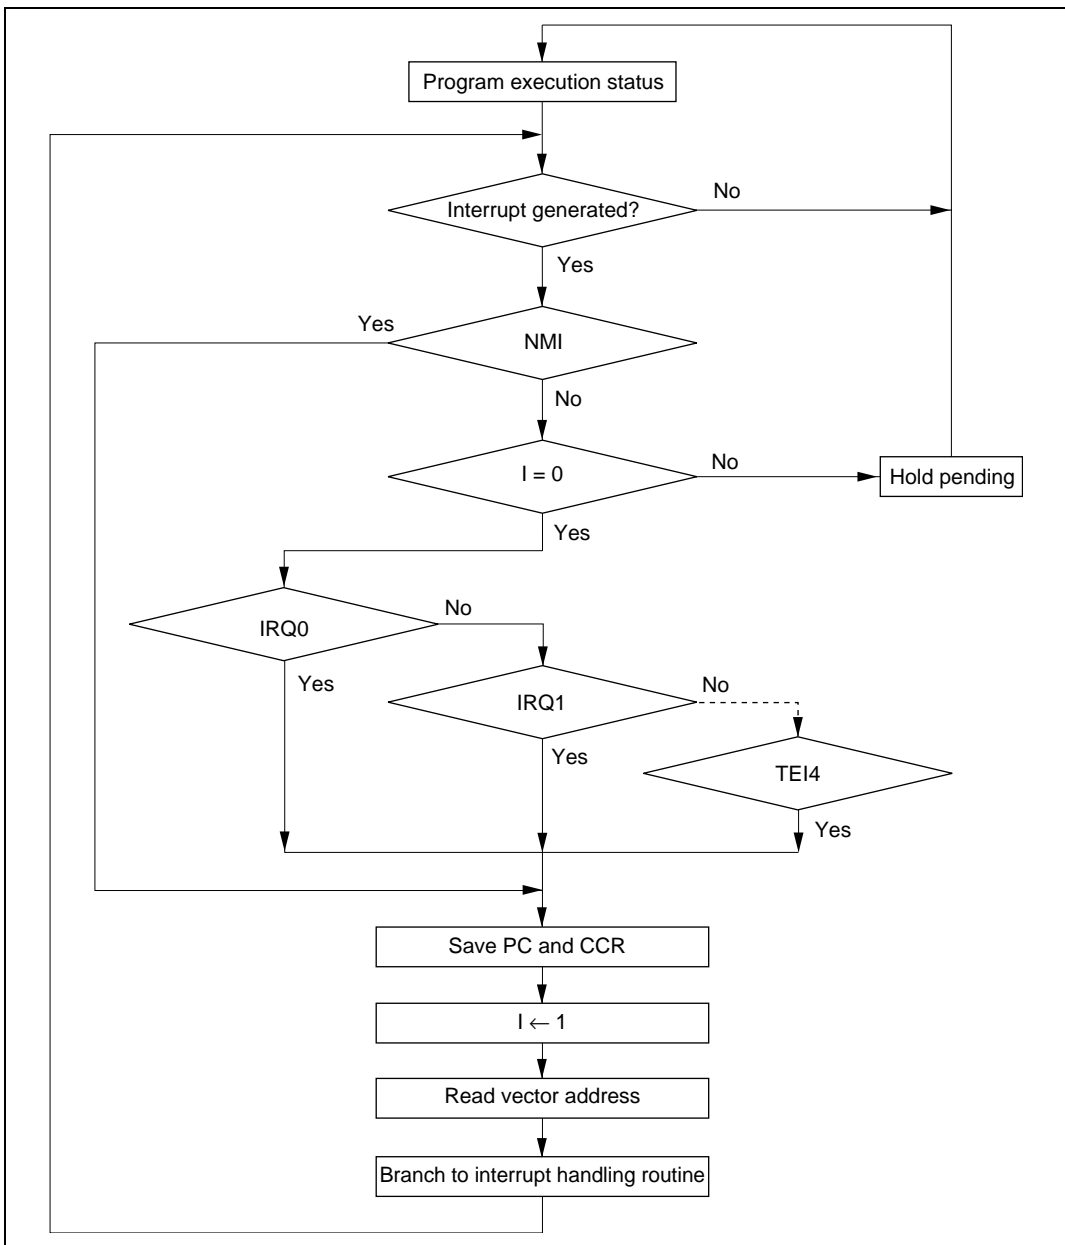 Program execution status
Interrupt generated?
No
Yes
Yes
NMI
No
I = 0
No
Hold pending
Yes
IRQ0
No
Yes
IRQ1
No
Yes
TEI4
Yes
Save PC and CCR
I ← 1
Read vector address
Branch to interrupt handling routine